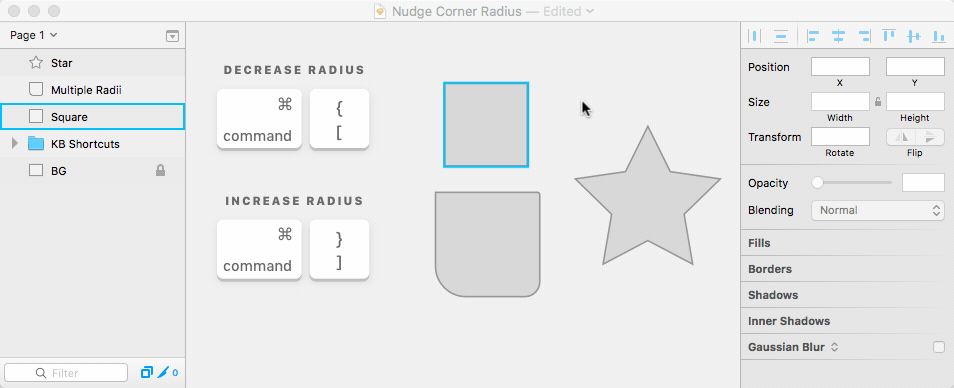 Nudge Corner Radius — Edited
Page 1
Star
Multiple Radii
Square
KB Shortcuts
BG
Filter
0
DECREASE RADIUS
⌘
command
{
[
INCREASE RADIUS
⌘
command
}
]
Position
X
Y
Size
Width
Height
Transform
Rotate
Flip
Opacity
Blending
Normal
Fills
Borders
Shadows
Inner Shadows
Gaussian Blur